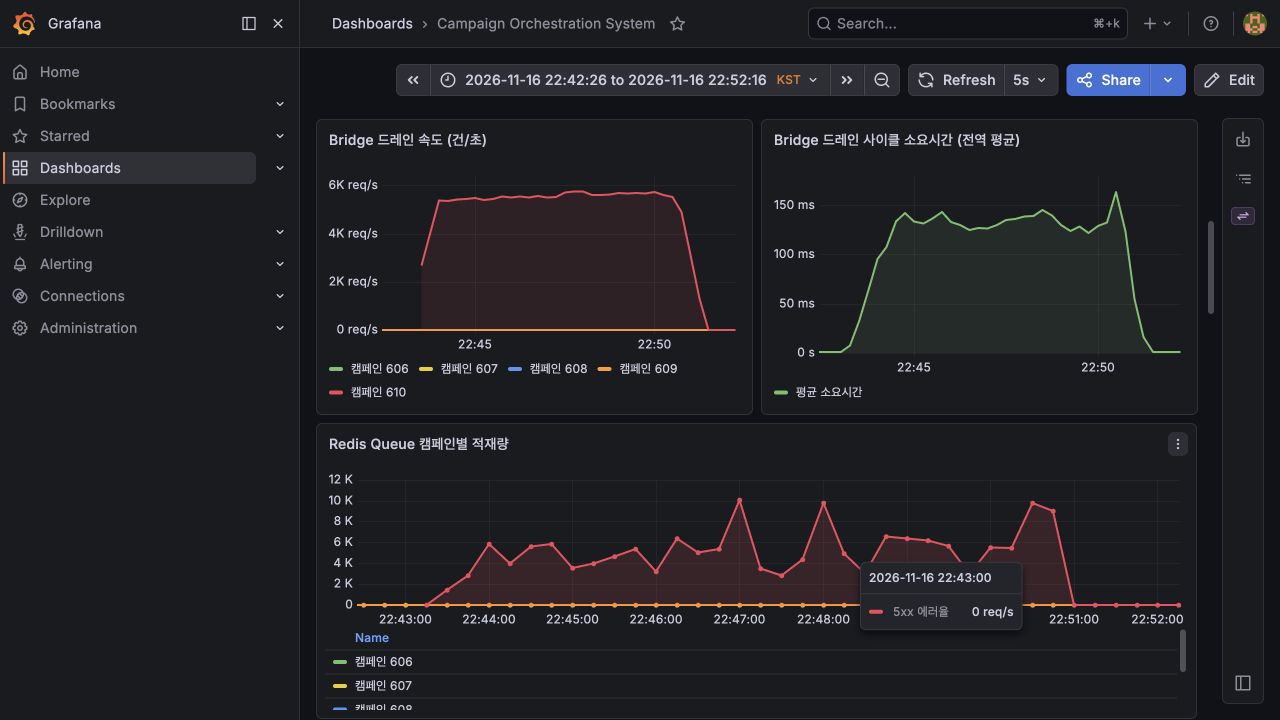 Grafana
Dashboards › Campaign Orchestration System
Search...
⌘+k
Home
Bookmarks
Starred
Dashboards
Explore
Drilldown
Alerting
Connections
Administration
2026-11-16 22:42:26 to 2026-11-16 22:52:16 KST
Refresh
5s
Share
Edit
Bridge 드레인 속도 (건/초)
6K req/s
4K req/s
2K req/s
0 req/s
22:45
22:50
캠페인 606
캠페인 607
캠페인 608
캠페인 609
캠페인 610
Bridge 드레인 사이클 소요시간 (전역 평균)
150 ms
100 ms
50 ms
0 s
22:45
22:50
평균 소요시간
Redis Queue 캠페인별 적재량
12 K
10 K
8 K
6 K
4 K
2 K
0
22:43:00
22:44:00
22:45:00
22:46:00
22:47:00
22:48:00
22:51:00
22:52:00
2026-11-16 22:43:00
5xx 에러율 0 req/s
Name
캠페인 606
캠페인 607
캠페인 608